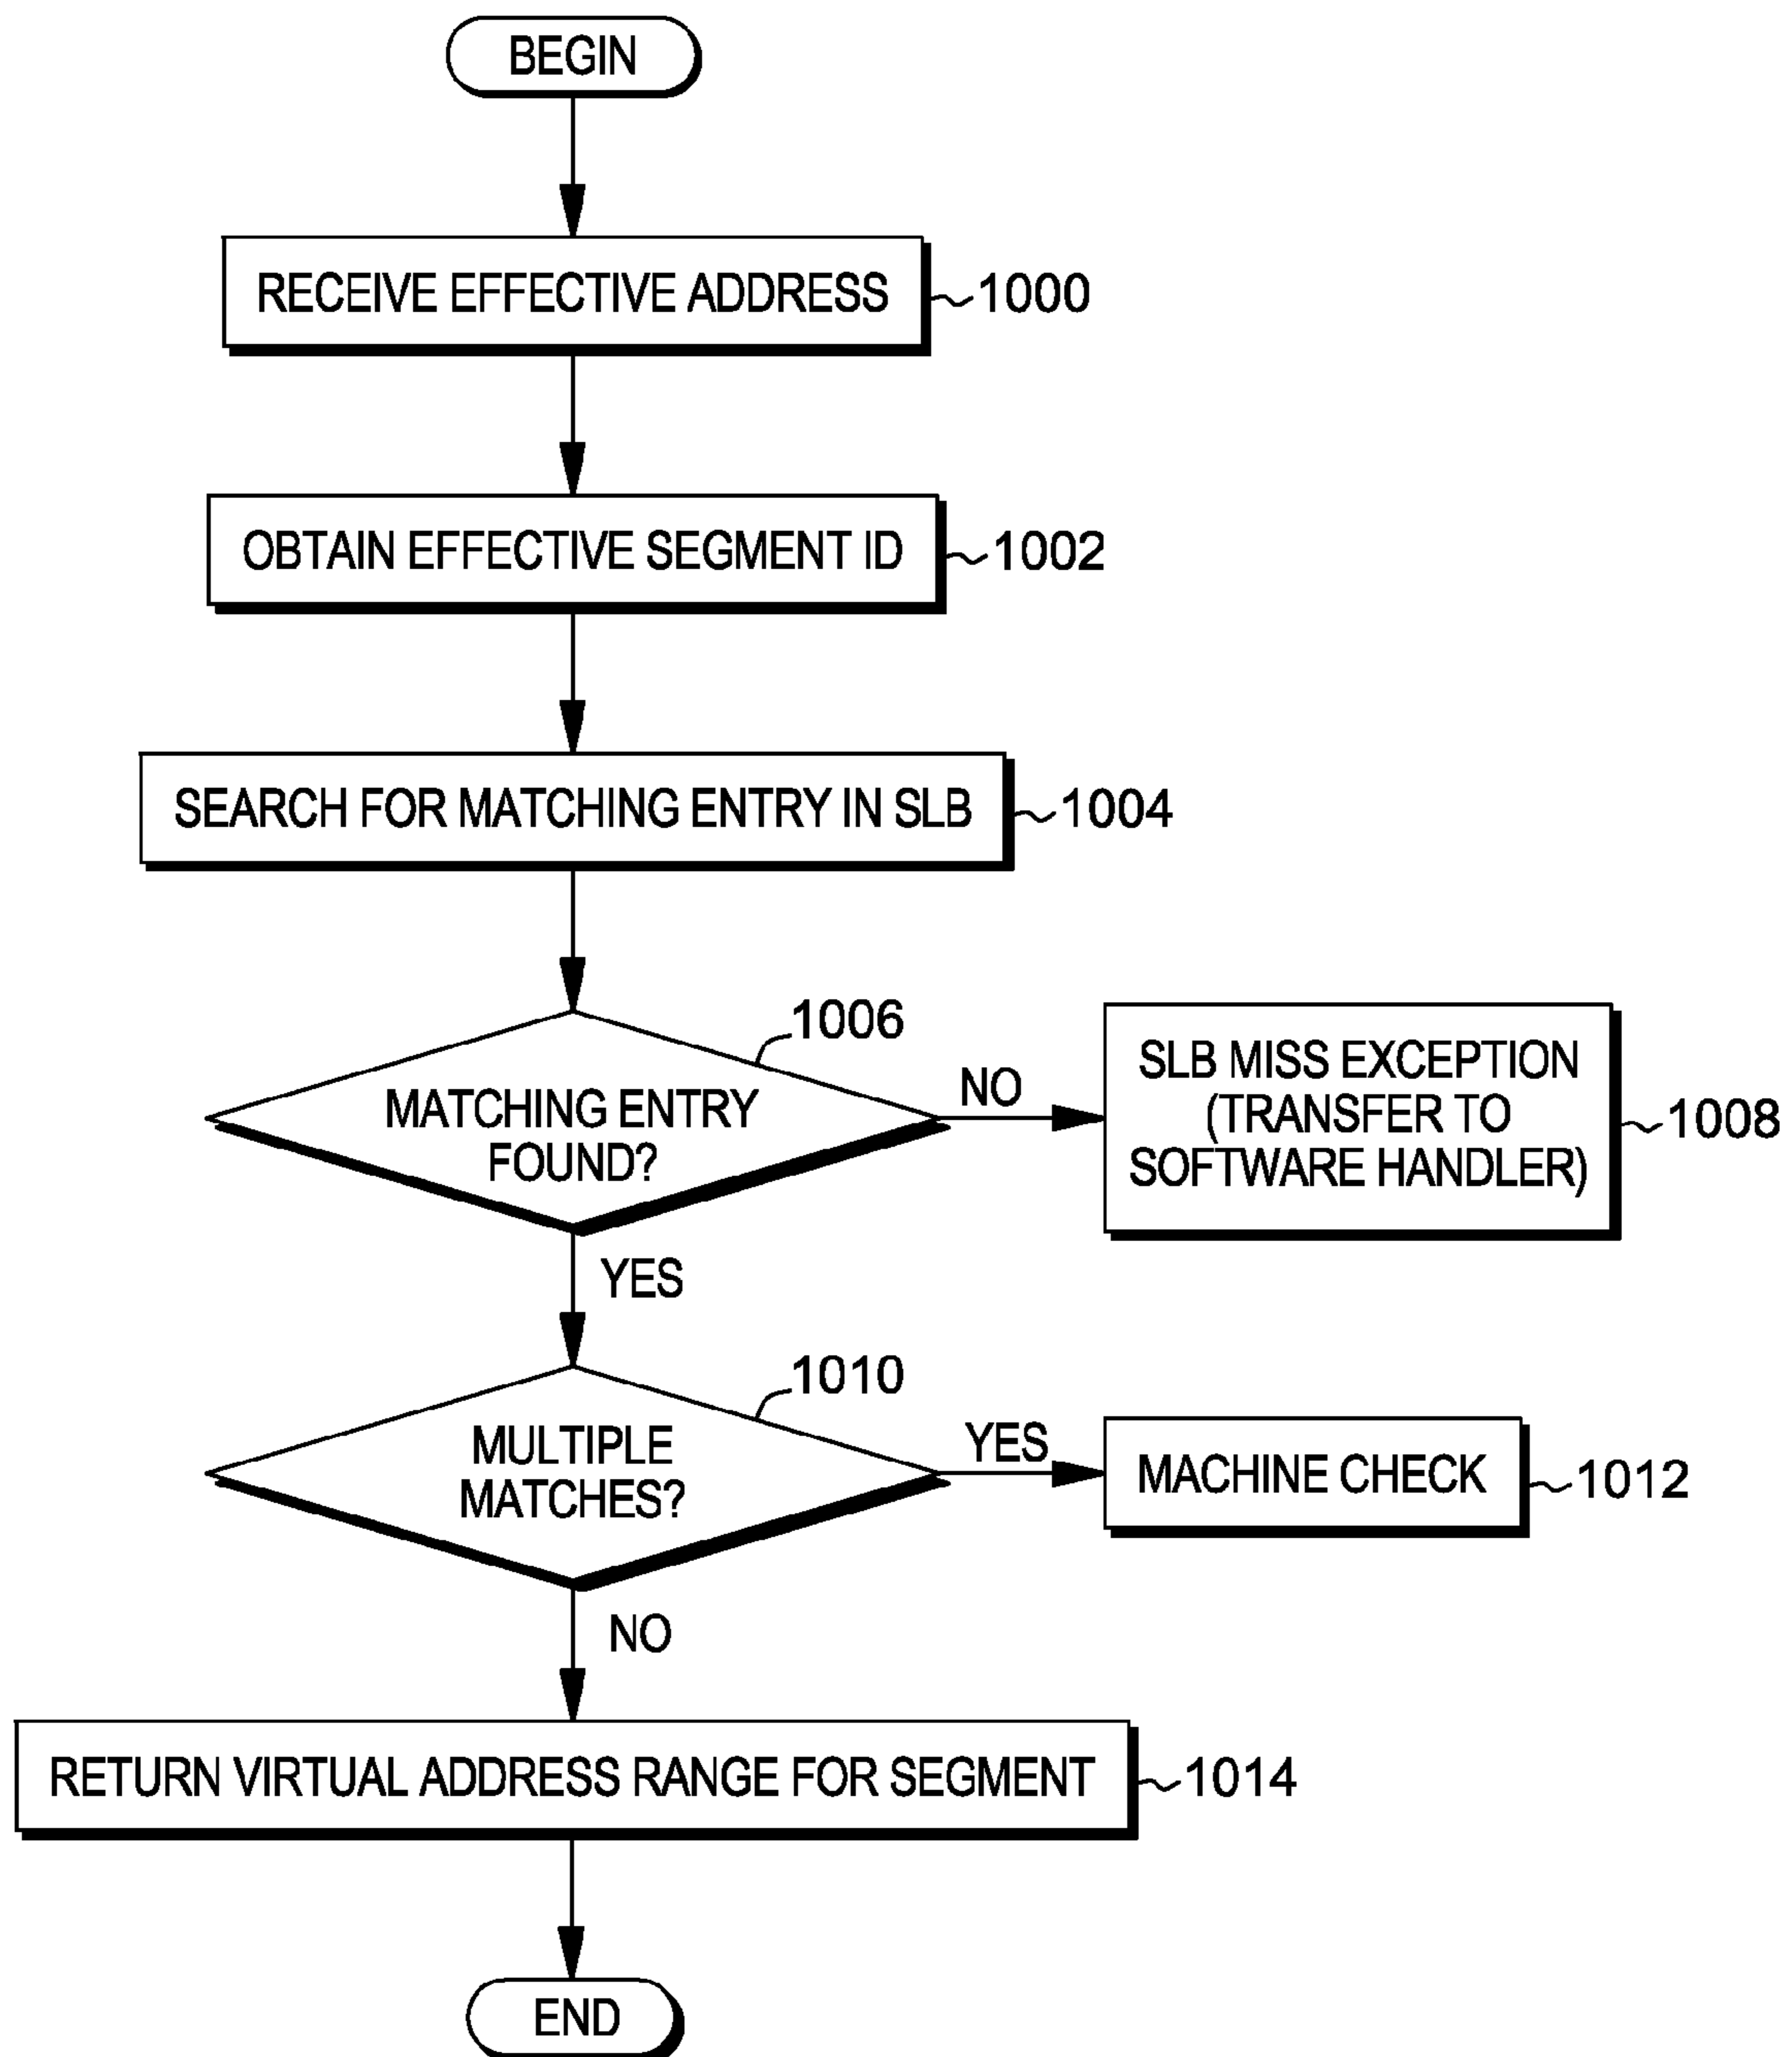 BEGIN
RECEIVE EFFECTIVE ADDRESS
1000
OBTAIN EFFECTIVE SEGMENT ID
1002
SEARCH FOR MATCHING ENTRY IN SLB
1004
1006
MATCHING ENTRY
FOUND?
NO
SLB MISS EXCEPTION
(TRANSFER TO
SOFTWARE HANDLER)
1008
YES
1010
MULTIPLE
MATCHES?
YES
MACHINE CHECK
1012
NO
RETURN VIRTUAL ADDRESS RANGE FOR SEGMENT
1014
END